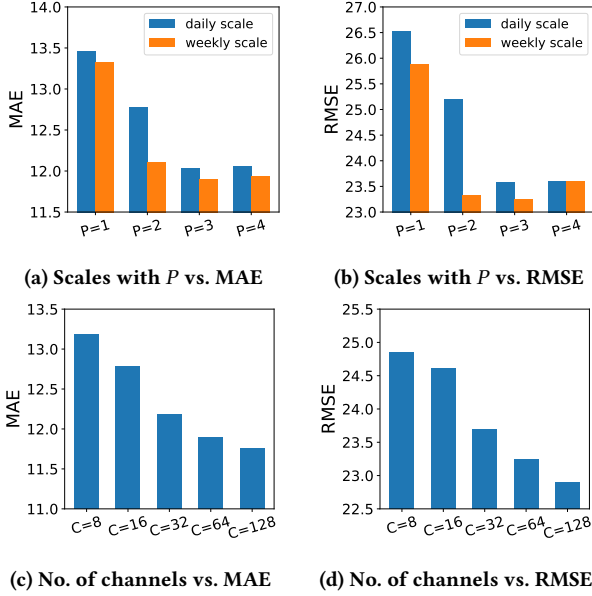 14.0
13.5
13.0
12.5
12.0
11.5
MAE
daily scale
weekly scale
P=1
P=2
P=3
P=4
(a) Scales with P vs. MAE
27.0
26.5
26.0
25.5
25.0
24.5
24.0
23.5
23.0
RMSE
daily scale
weekly scale
P=1
P=2
P=3
P=4
(b) Scales with P vs. RMSE
13.5
13.0
12.5
12.0
11.5
11.0
MAE
C=8
C=16
C=32
C=64
C=128
(c) No. of channels vs. MAE
25.5
25.0
24.5
24.0
23.5
23.0
22.5
RMSE
C=8
C=16
C=32
C=64
C=128
(d) No. of channels vs. RMSE